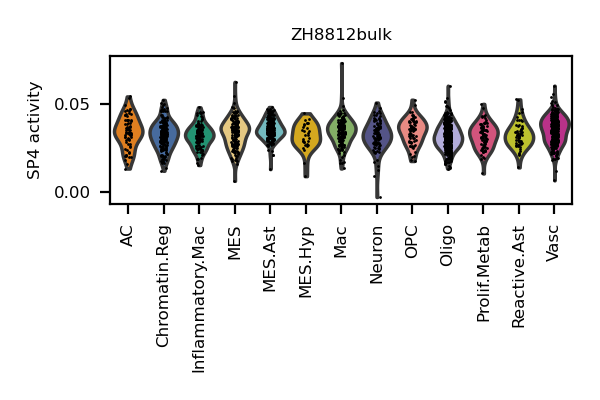 ZH8812bulk
SP4 activity
0.05
0.00
AC
Chromatin.Reg
Inflammatory.Mac
MES
MES.Ast
MES.Hyp
Mac
Neuron
OPC
Oligo
Prolif.Metab
Reactive.Ast
Vasc